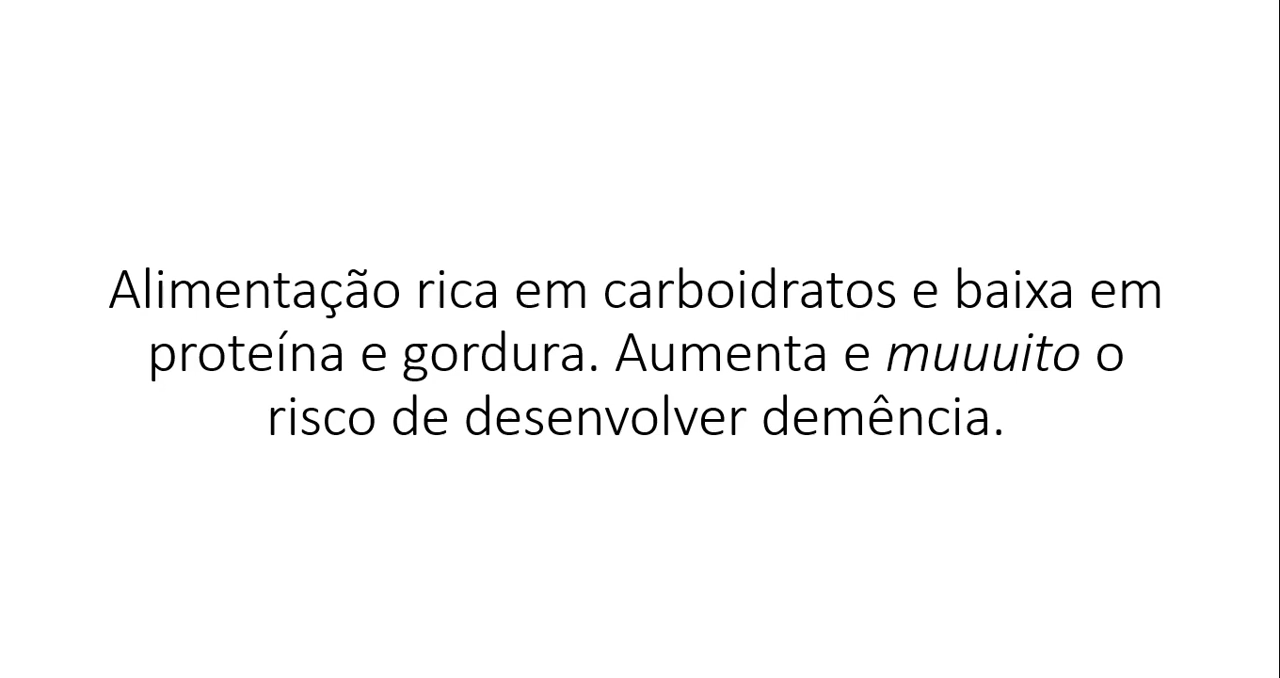 Alimentação rica em carboidratos e baixa em
proteína e gordura. Aumenta e muuuito o
risco de desenvolver demência.